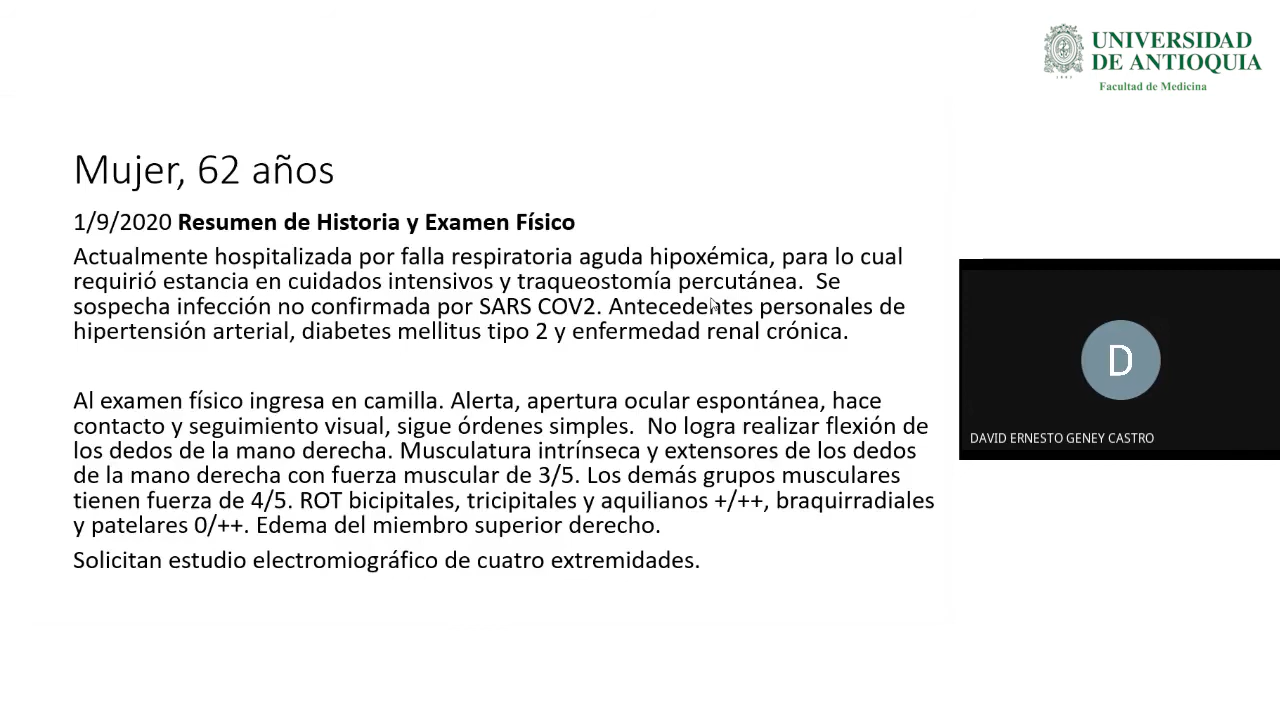 UNIVERSIDAD
DE ANTIOQUIA
1803
Facultad de Medicina
Mujer, 62 años
1/9/2020 Resumen de Historia y Examen Físico
Actualmente hospitalizada por falla respiratoria aguda hipoxémica, para lo cual
requirió estancia en cuidados intensivos y traqueostomía percutánea. Se
sospecha infección no confirmada por SARS COV2. Antecedentes personales de
hipertensión arterial, diabetes mellitus tipo 2 y enfermedad renal crónica.
Al examen físico ingresa en camilla. Alerta, apertura ocular espontánea, hace
contacto y seguimiento visual, sigue órdenes simples. No logra realizar flexión de
los dedos de la mano derecha. Musculatura intrínseca y extensores de los dedos
de la mano derecha con fuerza muscular de 3/5. Los demás grupos musculares
tienen fuerza de 4/5. ROT bicipitales, tricipitales y aquilianos +/++, braquirradiales
y patelares 0/++. Edema del miembro superior derecho.
Solicitan estudio electromiográfico de cuatro extremidades.
D
DAVID ERNESTO GENEY CASTRO